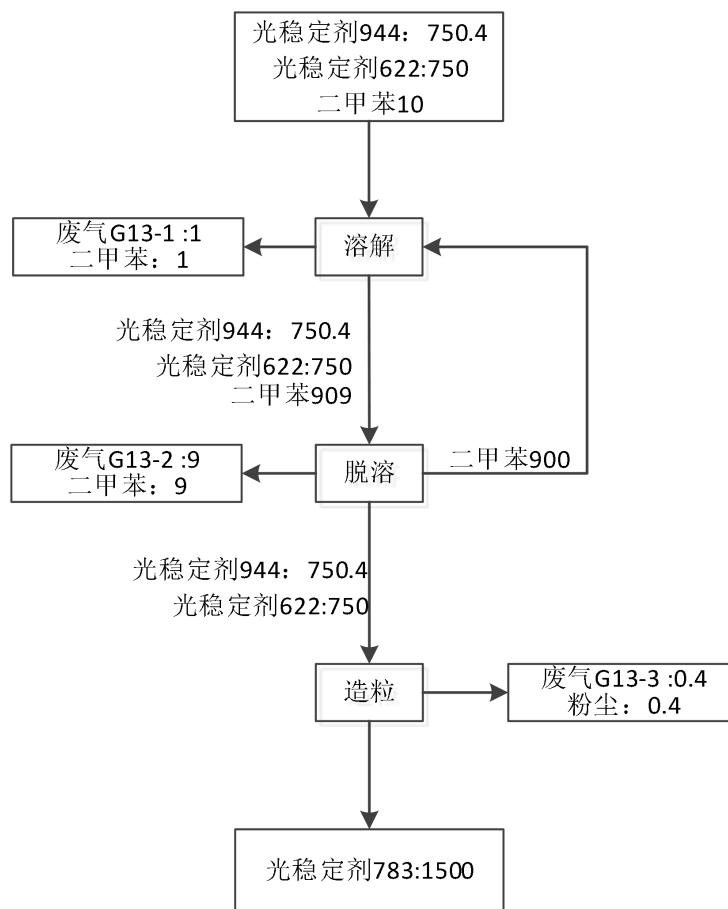 光稳定剂944：750.4
光稳定剂622:750
二甲苯10
废气G13-1 :1
二甲苯：1
溶解
光稳定剂944：750.4
光稳定剂622:750
二甲苯909
废气G13-2 :9
二甲苯：9
脱溶
二甲苯900
光稳定剂944：750.4
光稳定剂622:750
造粒
废气G13-3 :0.4
粉尘：0.4
光稳定剂783:1500